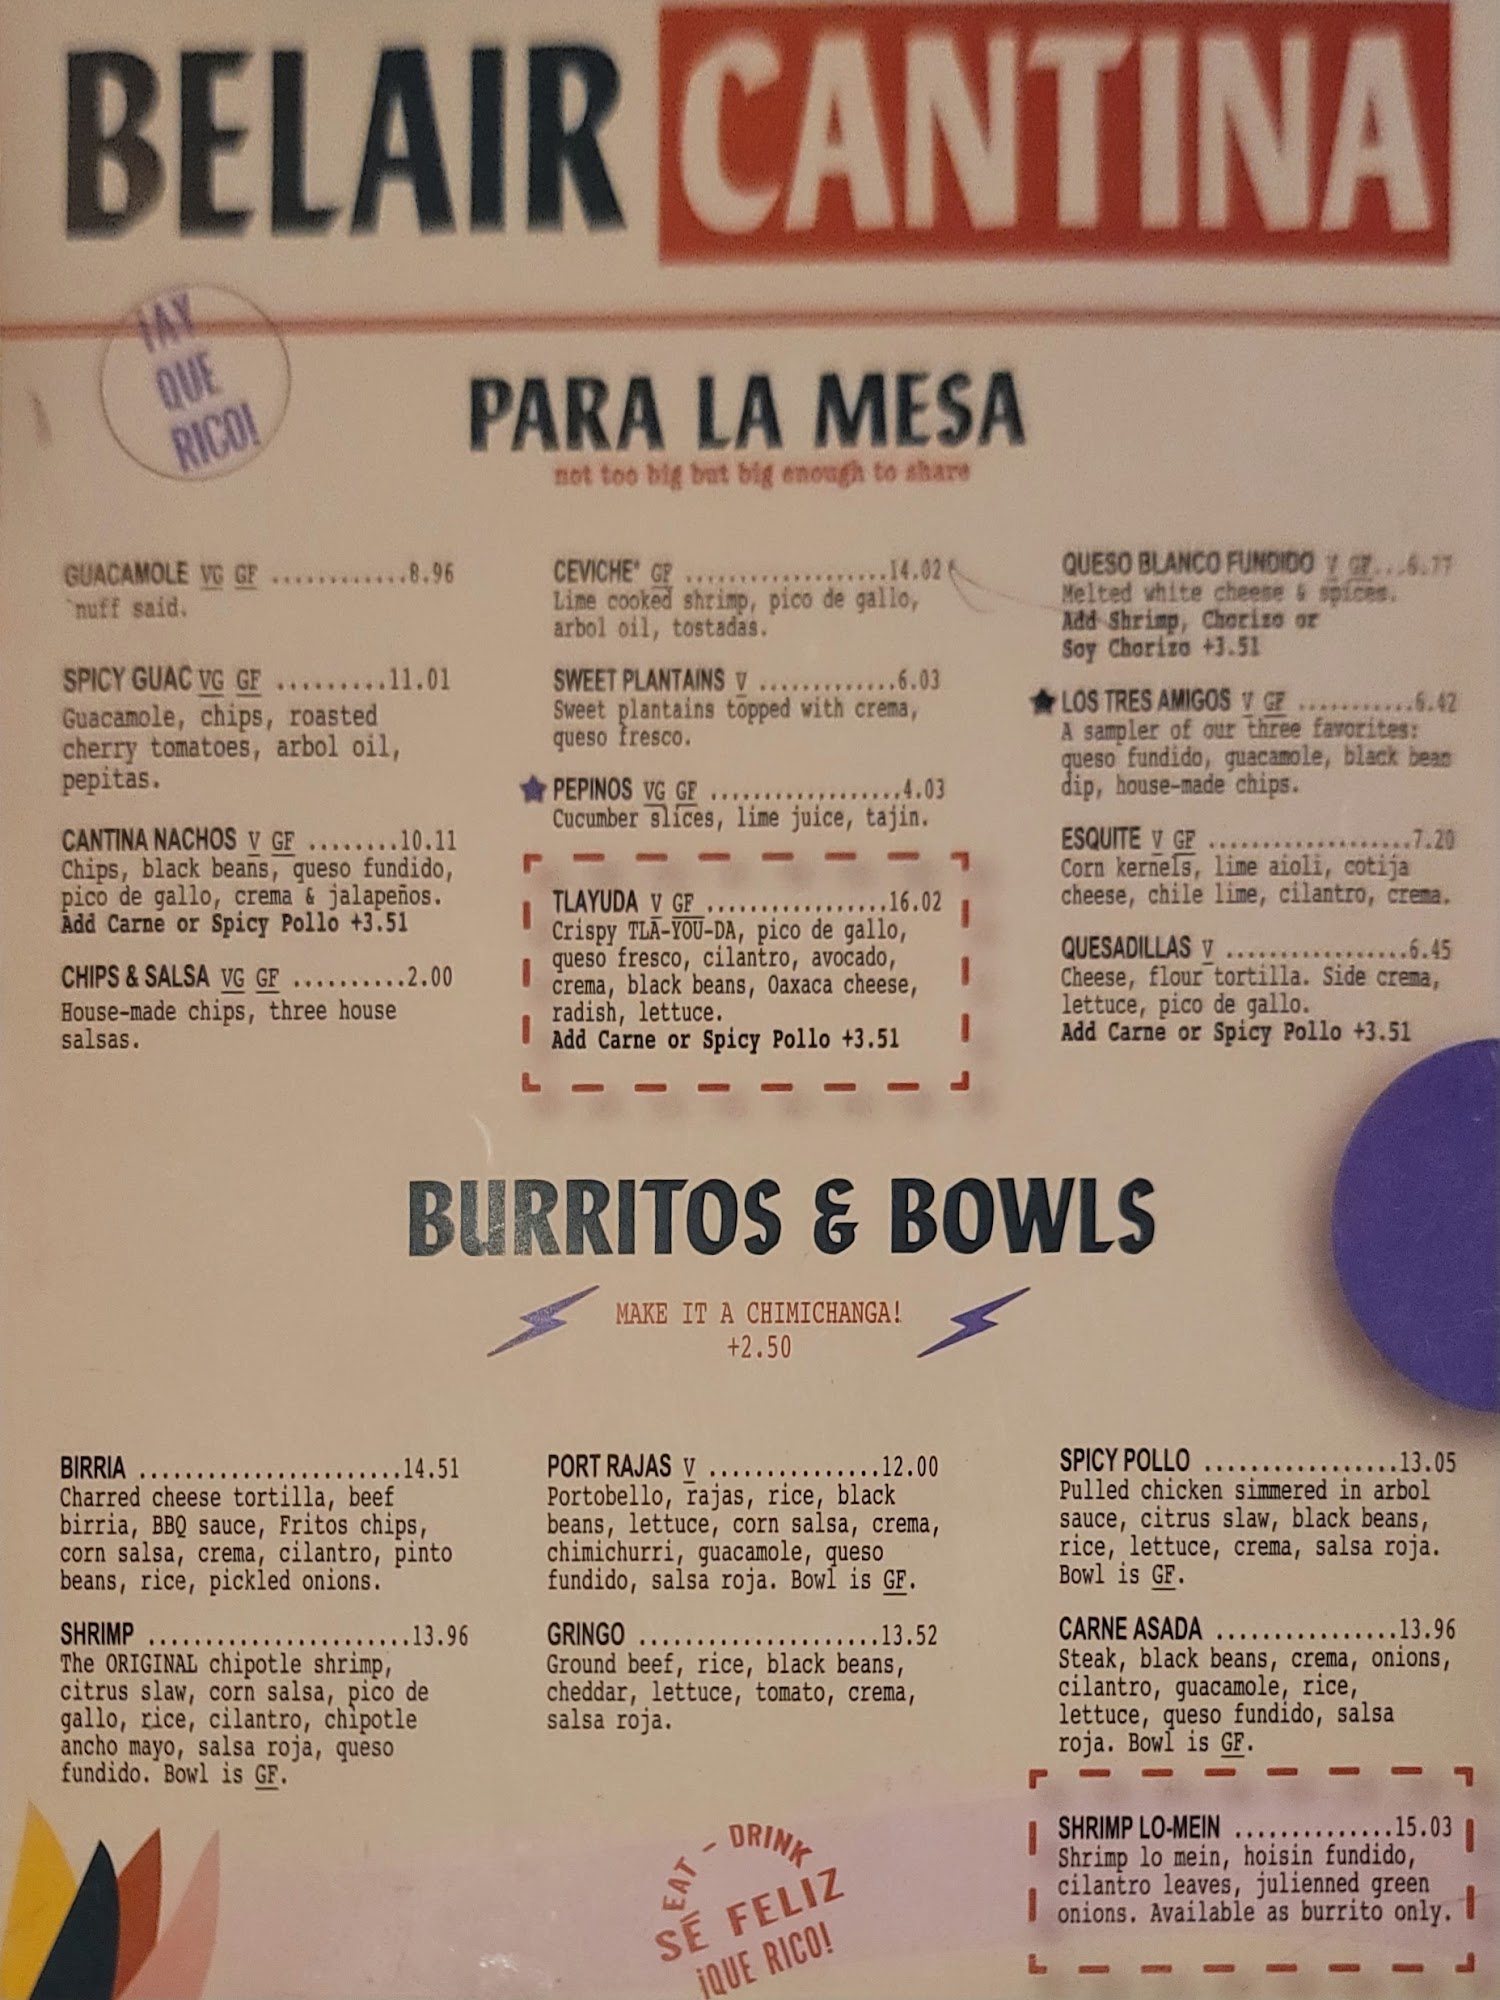 BELAIR CANTINA
¡AY
QUE
RICO!
PARA LA MESA
not too big but big enough to share
GUACAMOLE VG GF ............8.96
`nuff said.
SPICY GUAC VG GF ..........11.01
Guacamole, chips, roasted
cherry tomatoes, arbol oil,
pepitas.
CANTINA NACHOS V GF ........10.11
Chips, black beans, queso fundido,
pico de gallo, crema & jalapeños.
Add Carne or Spicy Pollo +3.51
CHIPS & SALSA VG GF ..........2.00
House-made chips, three house
salsas.
CEVICHE* GF ..................14.02
Lime cooked shrimp, pico de gallo,
arbol oil, tostadas.
SWEET PLANTAINS V ............6.03
Sweet plantains topped with crema,
queso fresco.
PEPINOS VG GF .................4.03
Cucumber slices, lime juice, tajin.
TLAYUDA V GF ................16.02
Crispy TLA-YOU-DA, pico de gallo,
queso fresco, cilantro, avocado,
crema, black beans, Oaxaca cheese,
radish, lettuce.
Add Carne or Spicy Pollo +3.51
QUESO BLANCO FUNDIDO V GF...6.77
Melted white cheese & spices.
Add Shrimp, Chorizo or
Soy Chorizo +3.51
LOS TRES AMIGOS V GF ..........6.42
A sampler of our three favorites:
queso fundido, guacamole, black bean
dip, house-made chips.
ESQUITE V GF ..................7.20
Corn kernels, lime aioli, cotija
cheese, chile lime, cilantro, crema.
QUESADILLAS V ................6.45
Cheese, flour tortilla. Side crema,
lettuce, pico de gallo.
Add Carne or Spicy Pollo +3.51
BURRITOS & BOWLS
MAKE IT A CHIMICHANGA!
+2.50
BIRRIA .......................14.51
Charred cheese tortilla, beef
birria, BBQ sauce, Fritos chips,
corn salsa, crema, cilantro, pinto
beans, rice, pickled onions.
SHRIMP .......................13.96
The ORIGINAL chipotle shrimp,
citrus slaw, corn salsa, pico de
gallo, rice, cilantro, chipotle
ancho mayo, salsa roja, queso
fundido. Bowl is GF.
PORT RAJAS V ...............12.00
Portobello, rajas, rice, black
beans, lettuce, corn salsa, crema,
chimichurri, guacamole, queso
fundido, salsa roja. Bowl is GF.
GRINGO .....................13.52
Ground beef, rice, black beans,
cheddar, lettuce, tomato, crema,
salsa roja.
SPICY POLLO .................13.05
Pulled chicken simmered in arbol
sauce, citrus slaw, black beans,
rice, lettuce, crema, salsa roja.
Bowl is GF.
CARNE ASADA ................13.96
Steak, black beans, crema, onions,
cilantro, guacamole, rice,
lettuce, queso fundido, salsa
roja. Bowl is GF.
SHRIMP LO-MEIN ..............15.03
Shrimp lo mein, hoisin fundido,
cilantro leaves, julienned green
onions. Available as burrito only.
EAT - DRINK
SÉ FELIZ
¡QUE RICO!